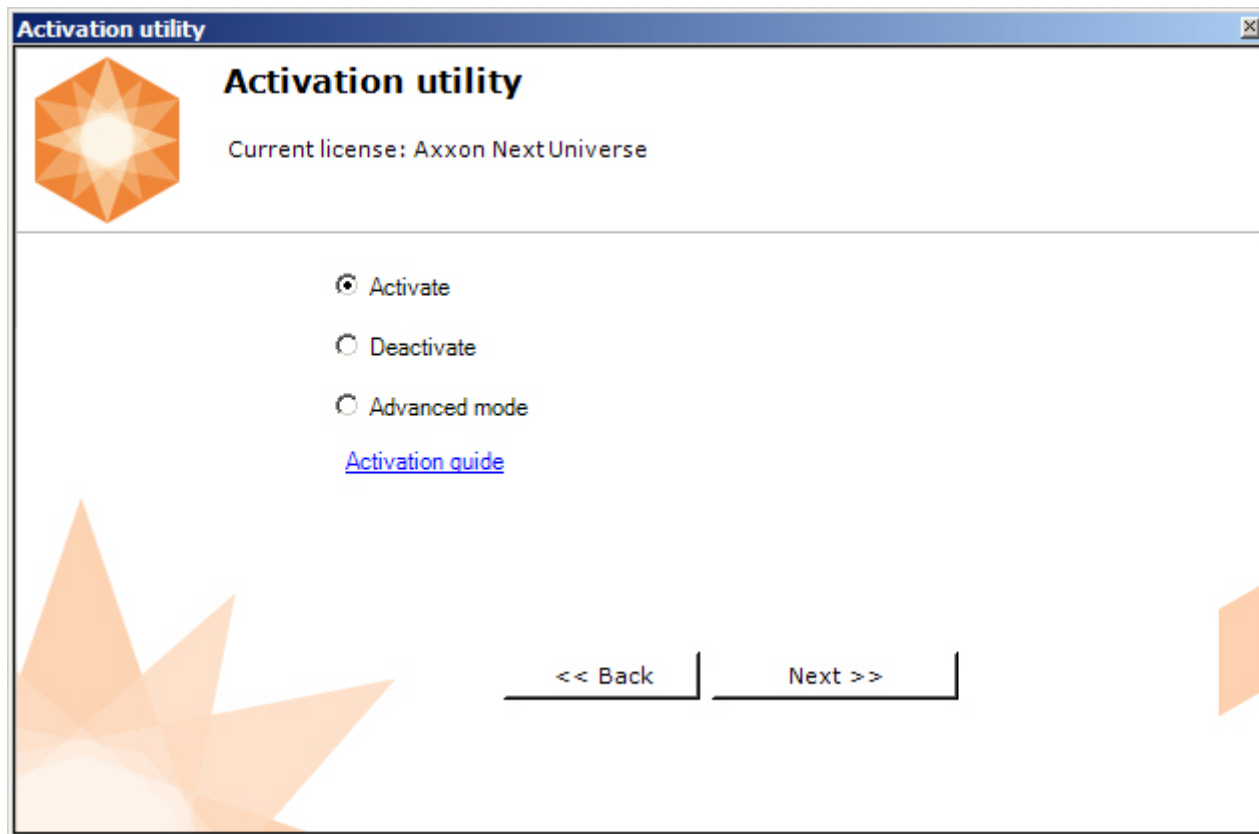 Activation utility
Activation utility
Current license: Axxon Next Universe
Activate
Deactivate
Advanced mode
Activation guide
<< Back Next >>